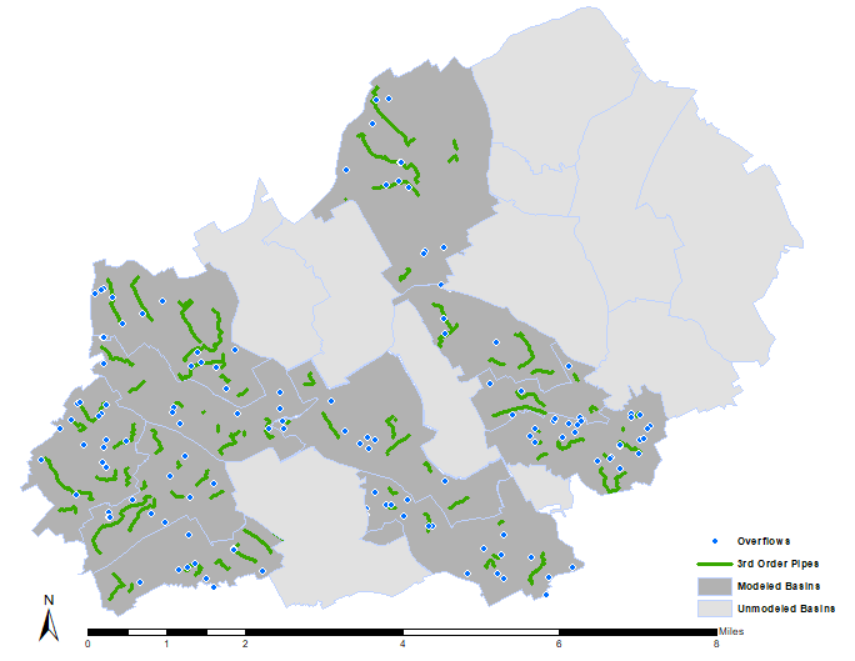 Overflows
3rd Order Pipes
Modeled Basins
Unmodeled Basins
N
Miles
0 1 2 4 6 8